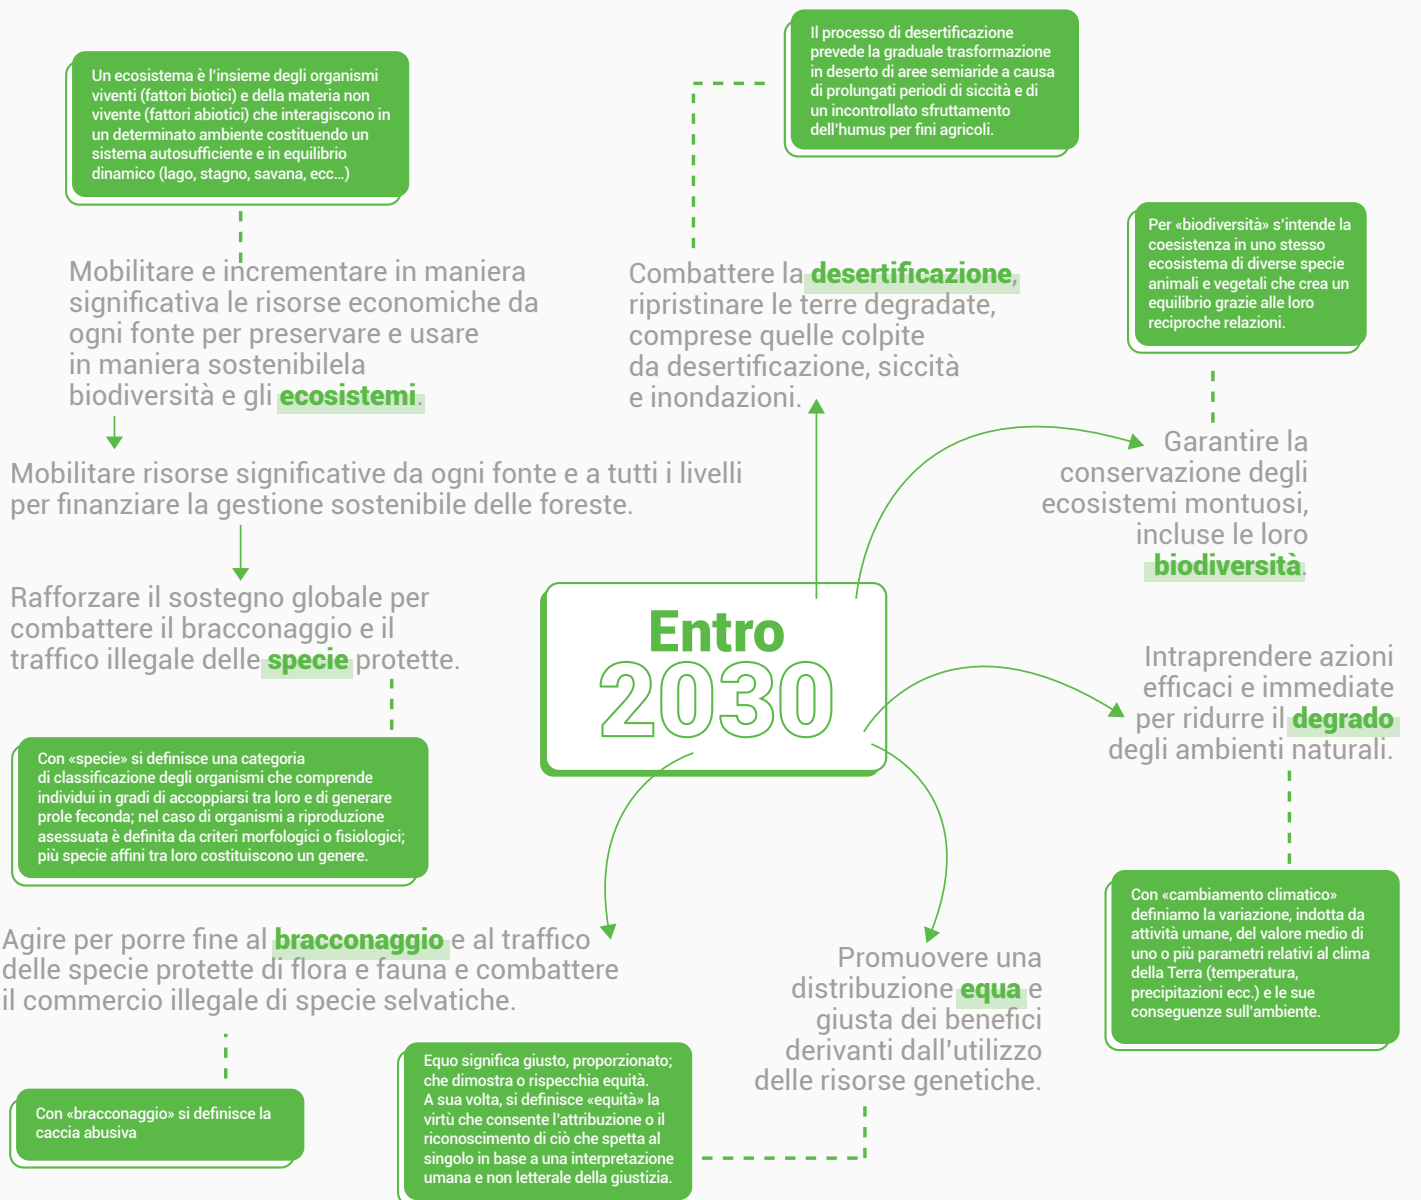 Un ecosistema è l'insieme degli organismi
viventi (fattori biotici) e della materia non
vivente (fattori abiotici) che interagiscono in
un determinato ambiente costituendo un
sistema autosufficiente e in equilibrio
dinamico (lago, stagno, savana, ecc…)
Mobilitare e incrementare in maniera
significativa le risorse economiche da
ogni fonte per preservare e usare
in maniera sostenibilela
biodiversità e gli ecosistemi.
Mobilitare risorse significative da ogni fonte e a tutti i livelli
per finanziare la gestione sostenibile delle foreste.
Rafforzare il sostegno globale per
combattere il bracconaggio e il
traffico illegale delle specie protette.
Con «specie» si definisce una categoria
di classificazione degli organismi che comprende
individui in gradi di accoppiarsi tra loro e di generare
prole feconda; nel caso di organismi a riproduzione
asessuata è definita da criteri morfologici o fisiologici;
più specie affini tra loro costituiscono un genere.
Il processo di desertificazione
prevede la graduale trasformazione
in deserto di aree semiaride a causa
di prolungati periodi di siccità e di
un incontrollato sfruttamento
dell'humus per fini agricoli.
Combattere la desertificazione,
ripristinare le terre degradate,
comprese quelle colpite
da desertificazione, siccità
e inondazioni.
Per «biodiversità» s'intende la
coesistenza in uno stesso
ecosistema di diverse specie
animali e vegetali che crea un
equilibrio grazie alle loro
reciproche relazioni.
Garantire la
conservazione degli
ecosistemi montuosi,
incluse le loro
biodiversità.
Entro
2030
Intraprendere azioni
efficaci e immediate
per ridurre il degrado
degli ambienti naturali.
Con «cambiamento climatico»
definiamo la variazione, indotta da
attività umane, del valore medio di
uno o più parametri relativi al clima
della Terra (temperatura,
precipitazioni ecc.) e le sue
conseguenze sull'ambiente.
Agire per porre fine al bracconaggio e al traffico
delle specie protette di flora e fauna e combattere
il commercio illegale di specie selvatiche.
Con «bracconaggio» si definisce la
caccia abusiva
Promuovere una
distribuzione equa e
giusta dei benefici
derivanti dall'utilizzo
delle risorse genetiche.
Equo significa giusto, proporzionato;
che dimostra o rispecchia equità.
A sua volta, si definisce «equità» la
virtù che consente l'attribuzione o il
riconoscimento di ciò che spetta al
singolo in base a una interpretazione
umana e non letterale della giustizia.